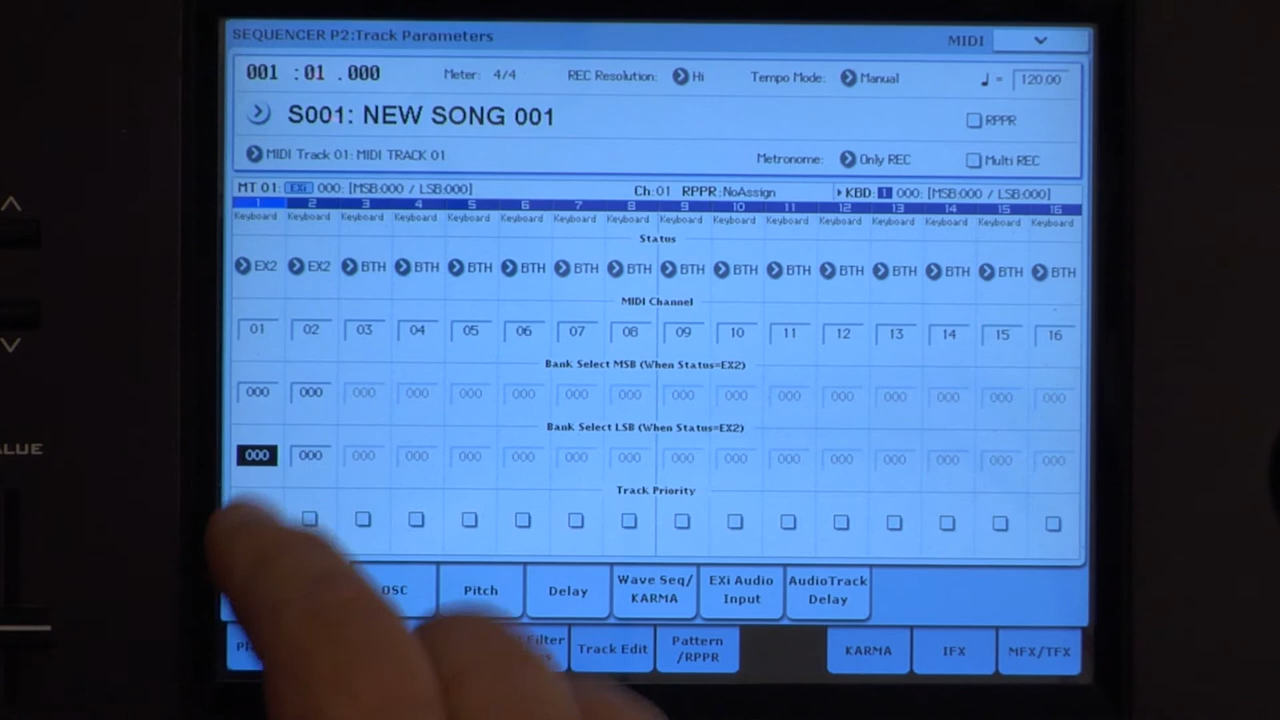 SEQUENCER P2:Track Parameters MIDI
001 :01 .000 Meter: 4/4 REC Resolution: Hi Tempo Mode: Manual ♩ = 120.00
S001: NEW SONG 001 RPPR
MIDI Track 01: MIDI TRACK 01 Metronome: Only REC Multi REC
MT 01: EXi 000: [MSB:000 / LSB:000] Ch:01 RPPR:NoAssign KBD: 1 000: [MSB:000 / LSB:000]
1 2 3 4 5 6 7 8 9 10 11 12 13 14 15 16
Keyboard Keyboard Keyboard Keyboard Keyboard Keyboard Keyboard Keyboard Keyboard Keyboard Keyboard Keyboard Keyboard Keyboard Keyboard Keyboard
Status
EX2 EX2 BTH BTH BTH BTH BTH BTH BTH BTH BTH BTH BTH BTH BTH BTH
MIDI Channel
01 02 03 04 05 06 07 08 09 10 11 12 13 14 15 16
Bank Select MSB (When Status=EX2)
000 000 000 000 000 000 000 000 000 000 000 000 000 000 000 000
Bank Select LSB (When Status=EX2)
000 000 000 000 000 000 000 000 000 000 000 000 000 000 000 000
Track Priority
OSC Pitch Delay Wave Seq/ KARMA EXi Audio Input AudioTrack Delay
Filter Track Edit Pattern /RPPR KARMA IFX MFX/TFX
ALUE